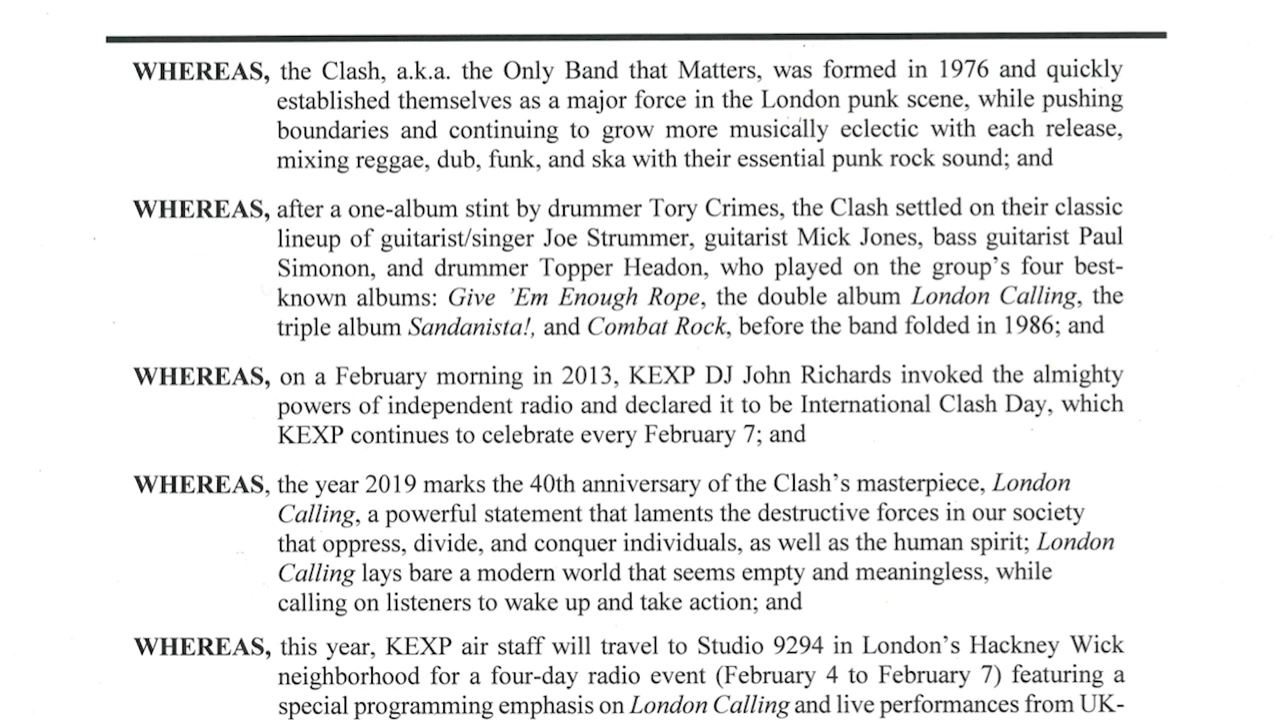 WHEREAS, the Clash, a.k.a. the Only Band that Matters, was formed in 1976 and quickly
established themselves as a major force in the London punk scene, while pushing
boundaries and continuing to grow more musically eclectic with each release,
mixing reggae, dub, funk, and ska with their essential punk rock sound; and
WHEREAS, after a one-album stint by drummer Tory Crimes, the Clash settled on their classic
lineup of guitarist/singer Joe Strummer, guitarist Mick Jones, bass guitarist Paul
Simonon, and drummer Topper Headon, who played on the group's four best-
known albums: Give 'Em Enough Rope, the double album London Calling, the
triple album Sandanista!, and Combat Rock, before the band folded in 1986; and
WHEREAS, on a February morning in 2013, KEXP DJ John Richards invoked the almighty
powers of independent radio and declared it to be International Clash Day, which
KEXP continues to celebrate every February 7; and
WHEREAS, the year 2019 marks the 40th anniversary of the Clash's masterpiece, London
Calling, a powerful statement that laments the destructive forces in our society
that oppress, divide, and conquer individuals, as well as the human spirit; London
Calling lays bare a modern world that seems empty and meaningless, while
calling on listeners to wake up and take action; and
WHEREAS, this year, KEXP air staff will travel to Studio 9294 in London's Hackney Wick
neighborhood for a four-day radio event (February 4 to February 7) featuring a
special programming emphasis on London Calling and live performances from UK-